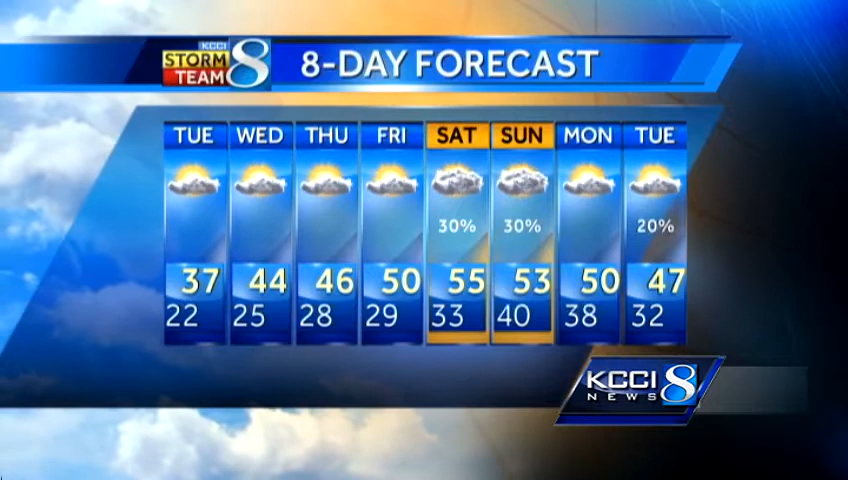 KCCI
STORM
TEAM
8
8-DAY FORECAST
TUE WED THU FRI SAT SUN MON TUE
30% 30% 20%
37 44 46 50 55 53 50 47
22 25 28 29 33 40 38 32
KCCI 8
NEWS